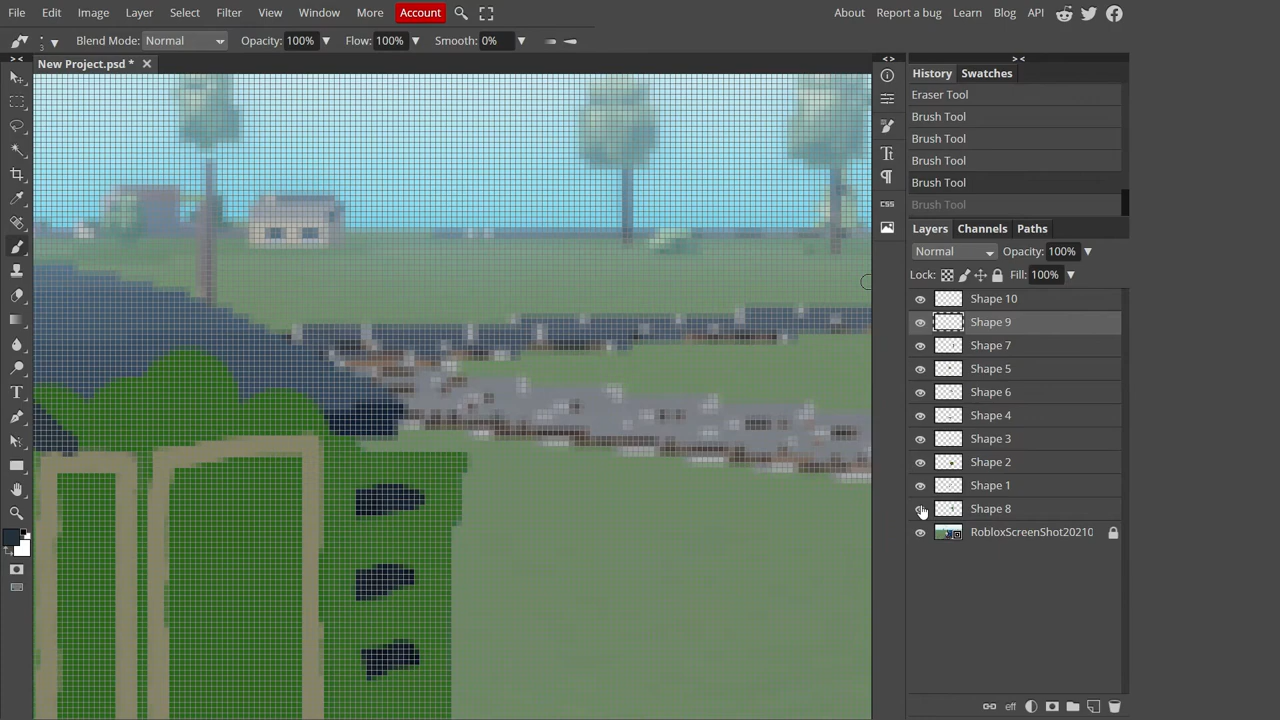 File Edit Image Layer Select Filter View Window More Account About Report a bug Learn Blog API
3 Blend Mode: Normal Opacity: 100% Flow: 100% Smooth: 0%
New Project.psd *
History Swatches
Eraser Tool
Brush Tool
Brush Tool
Brush Tool
Brush Tool
Brush Tool
Layers Channels Paths
Normal Opacity: 100%
Lock: Fill: 100%
Shape 10
Shape 9
Shape 7
Shape 5
Shape 6
Shape 4
Shape 3
Shape 2
Shape 1
Shape 8
RobloxScreenShot20210
CSS
eff